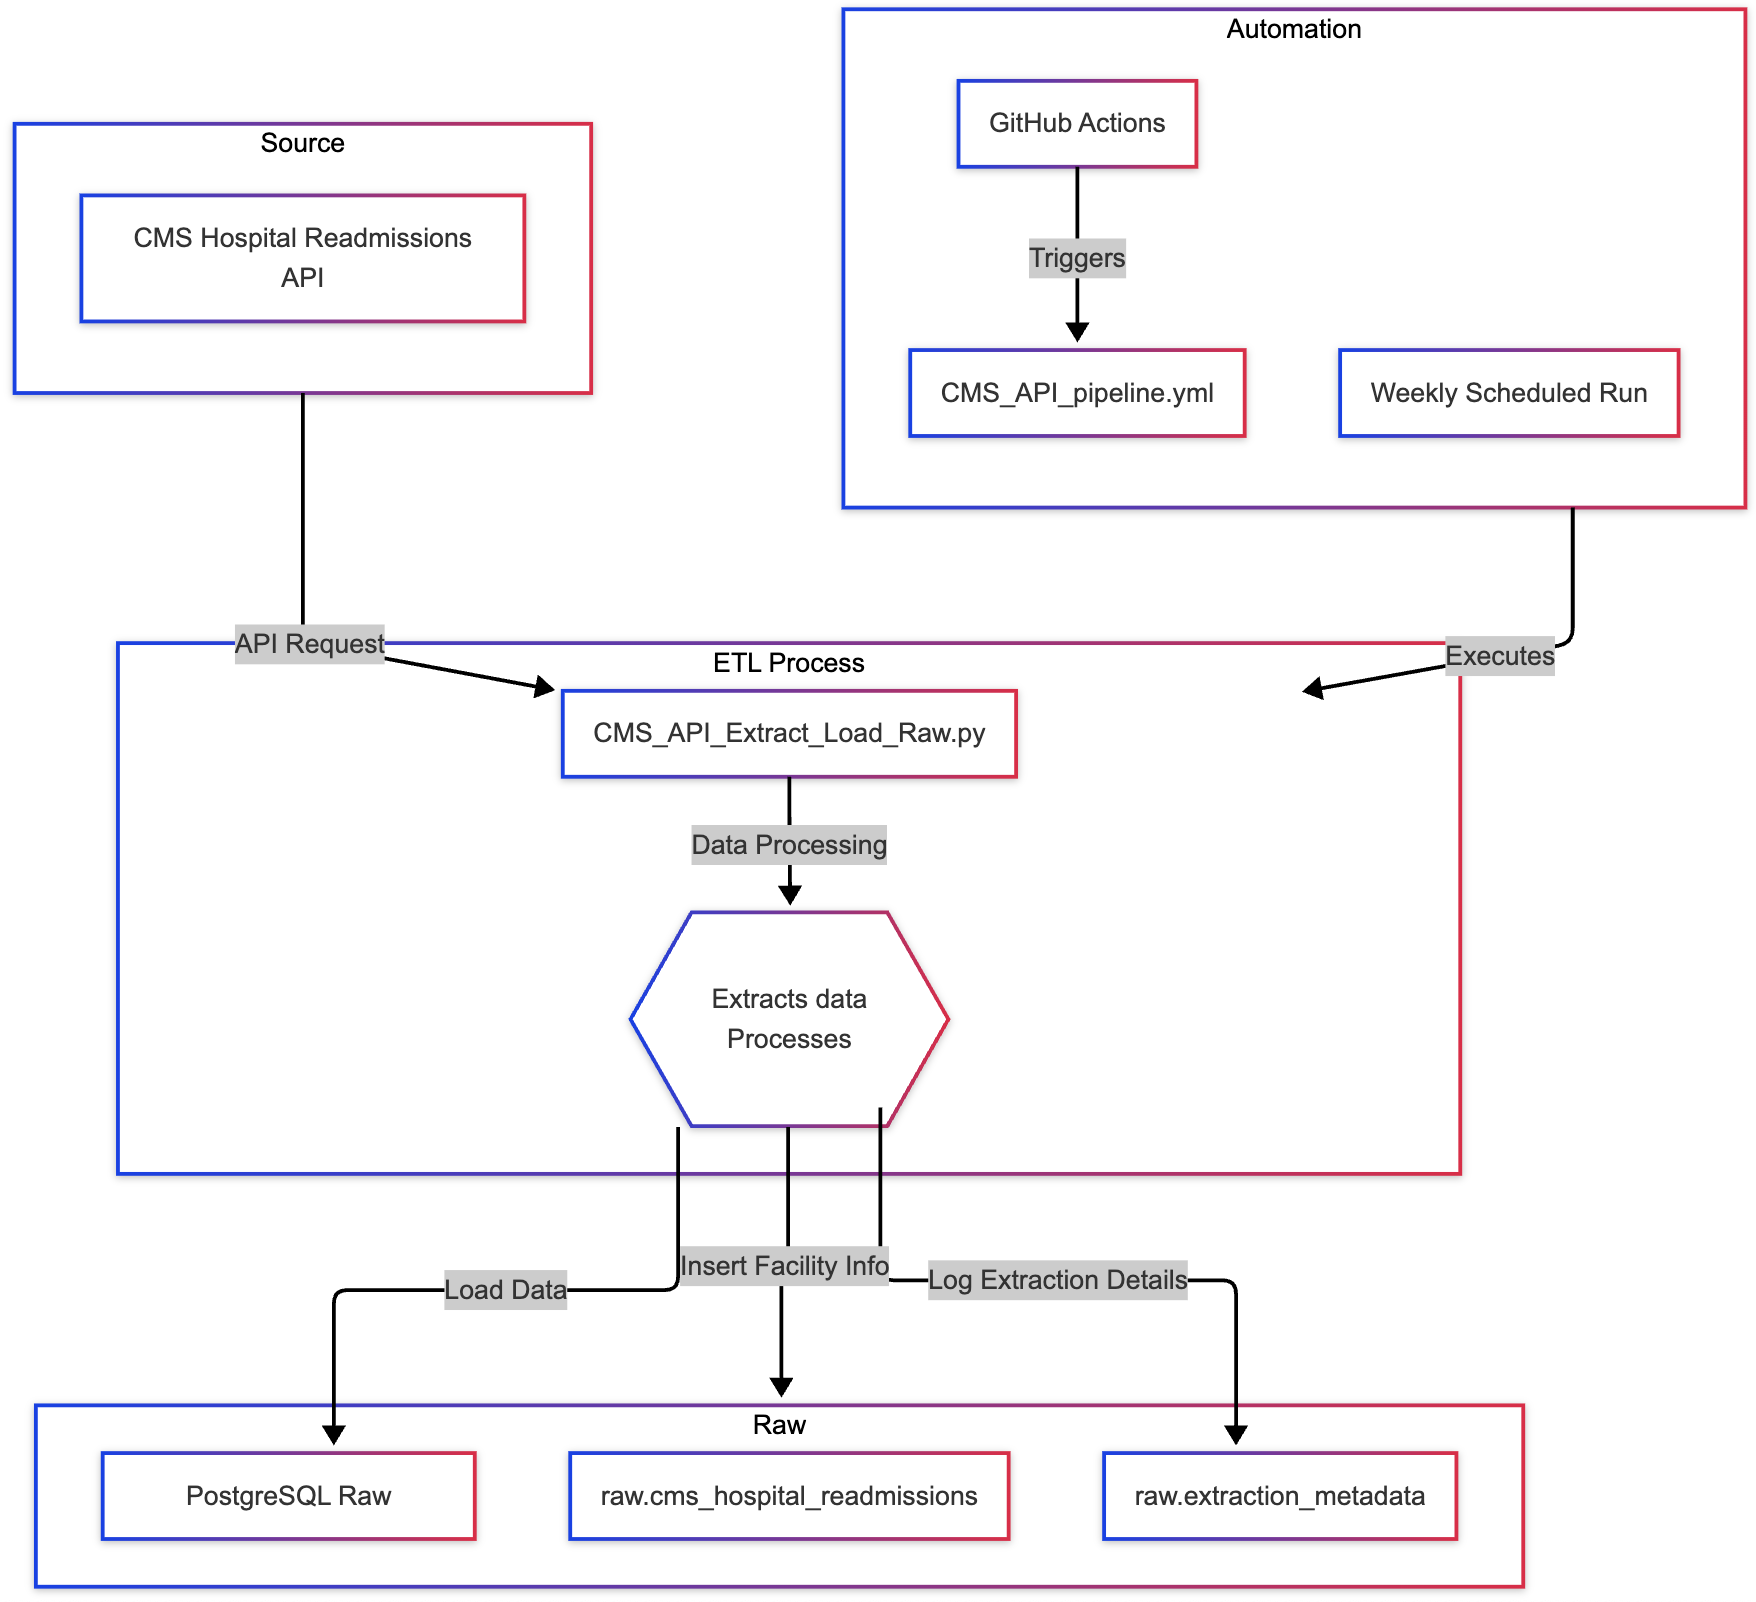 Automation
GitHub Actions
Source
CMS Hospital Readmissions
API
Triggers
CMS_API_pipeline.yml
Weekly Scheduled Run
API Request
Executes
ETL Process
CMS_API_Extract_Load_Raw.py
Data Processing
Extracts data
Processes
Load Data
Insert Facility Info
Log Extraction Details
Raw
PostgreSQL Raw
raw.cms_hospital_readmissions
raw.extraction_metadata